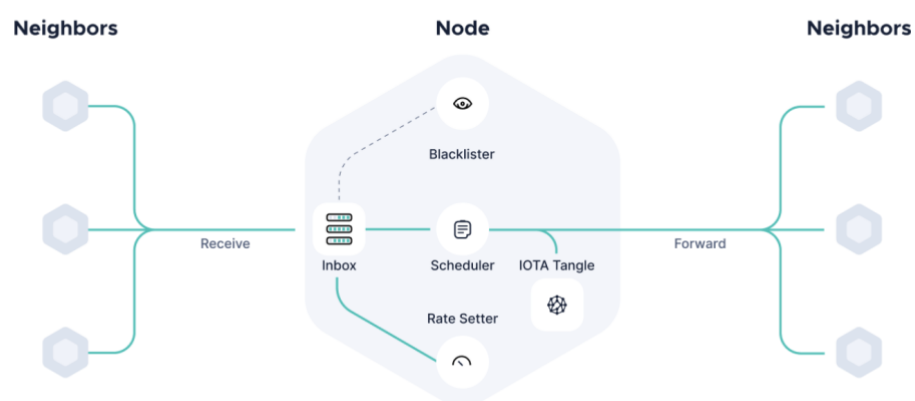 Neighbors
Node
Neighbors
Blacklister
Receive
Forward
Inbox
Scheduler
IOTA Tangle
Rate Setter